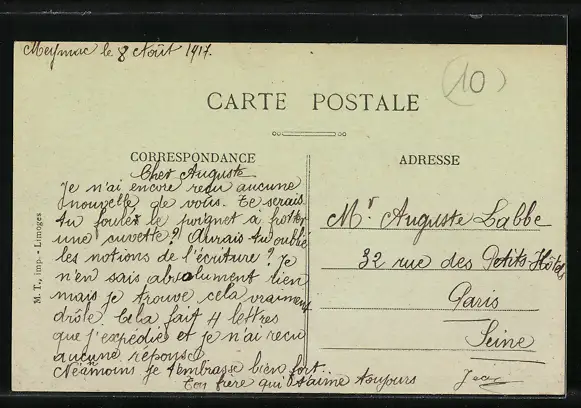 Meymac le 8 Août 1917.
10
CARTE POSTALE
CORRESPONDANCE
Cher Auguste
Je n'ai encore reçu aucune
nouvelle de vous. Te serais
tu foulé le poignet à frotter
une cuvette ? Aurais tu oublié
les notions de l'écriture ? Je
n'en sais absolument rien
mais je trouve cela vraiment
drôle. Cela fait 4 lettres
que j'expédie et je n'ai reçu
aucune réponse.
Néamoins je t'embrasse bien fort.
Ton frère qui t'aime toujours
Jean
ADRESSE
Mr Auguste Labbe
32 rue des Petits-Hôtels
Paris
Seine
M. T., imp. - Limoges